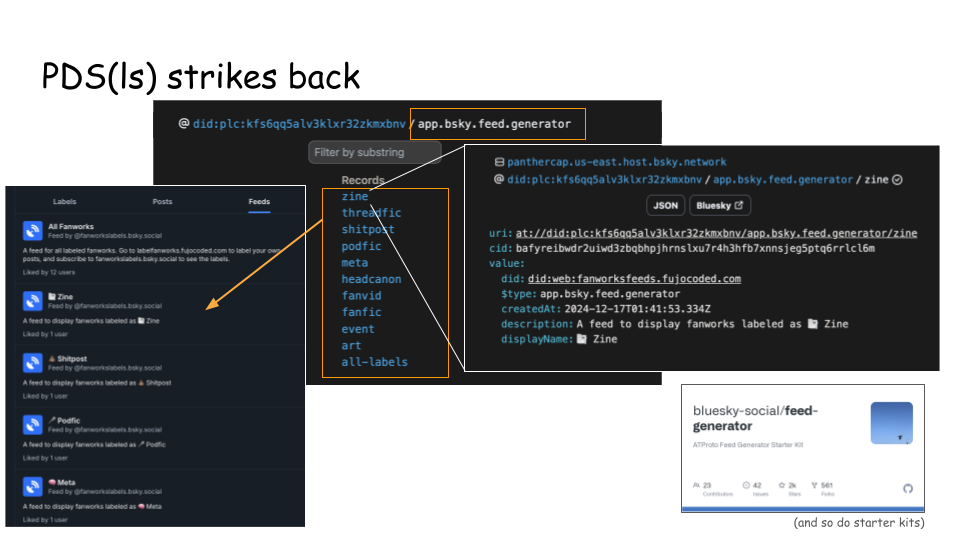 PDS(ls) strikes back
@ did:plc:kfs6qq5alv3klxr32zkmxbnv / app.bsky.feed.generator
Filter by substring
Records
zine
threadfic
shitpost
podfic
meta
headcanon
fanvid
fanfic
event
art
all-labels
panthercap.us-east.host.bsky.network
@ did:plc:kfs6qq5alv3klxr32zkmxbnv / app.bsky.feed.generator / zine
JSON
Bluesky
uri: at://did:plc:kfs6qq5alv3klxr32zkmxbnv/app.bsky.feed.generator/zine
cid: bafyreibwdr2uiwd3zbqbhpjhrnslxu7r4h3hfb7xnnsjeg5ptq6rrlcl6m
value:
did: did:web:fanworksfeeds.fujocoded.com
$type: app.bsky.feed.generator
createdAt: 2024-12-17T01:41:53.334Z
description: A feed to display fanworks labeled as Zine
displayName: Zine
Labels Posts Feeds
All Fanworks
Feed by @fanworkslabels.bsky.social
A feed for all labeled fanworks. Go to labelfanworks.fujocoded.com to label your own
posts, and subscribe to fanworkslabels.bsky.social to see the labels.
Liked by 12 users
Zine
Feed by @fanworkslabels.bsky.social
A feed to display fanworks labeled as Zine
Liked by 1 user
Shitpost
Feed by @fanworkslabels.bsky.social
A feed to display fanworks labeled as Shitpost
Liked by 1 user
Podfic
Feed by @fanworkslabels.bsky.social
A feed to display fanworks labeled as Podfic
Liked by 1 user
Meta
Feed by @fanworkslabels.bsky.social
A feed to display fanworks labeled as Meta
Liked by 1 user
bluesky-social/feed-
generator
ATProto Feed Generator Starter Kit
23 42 2k 561
Contributors Issues Stars Forks
(and so do starter kits)